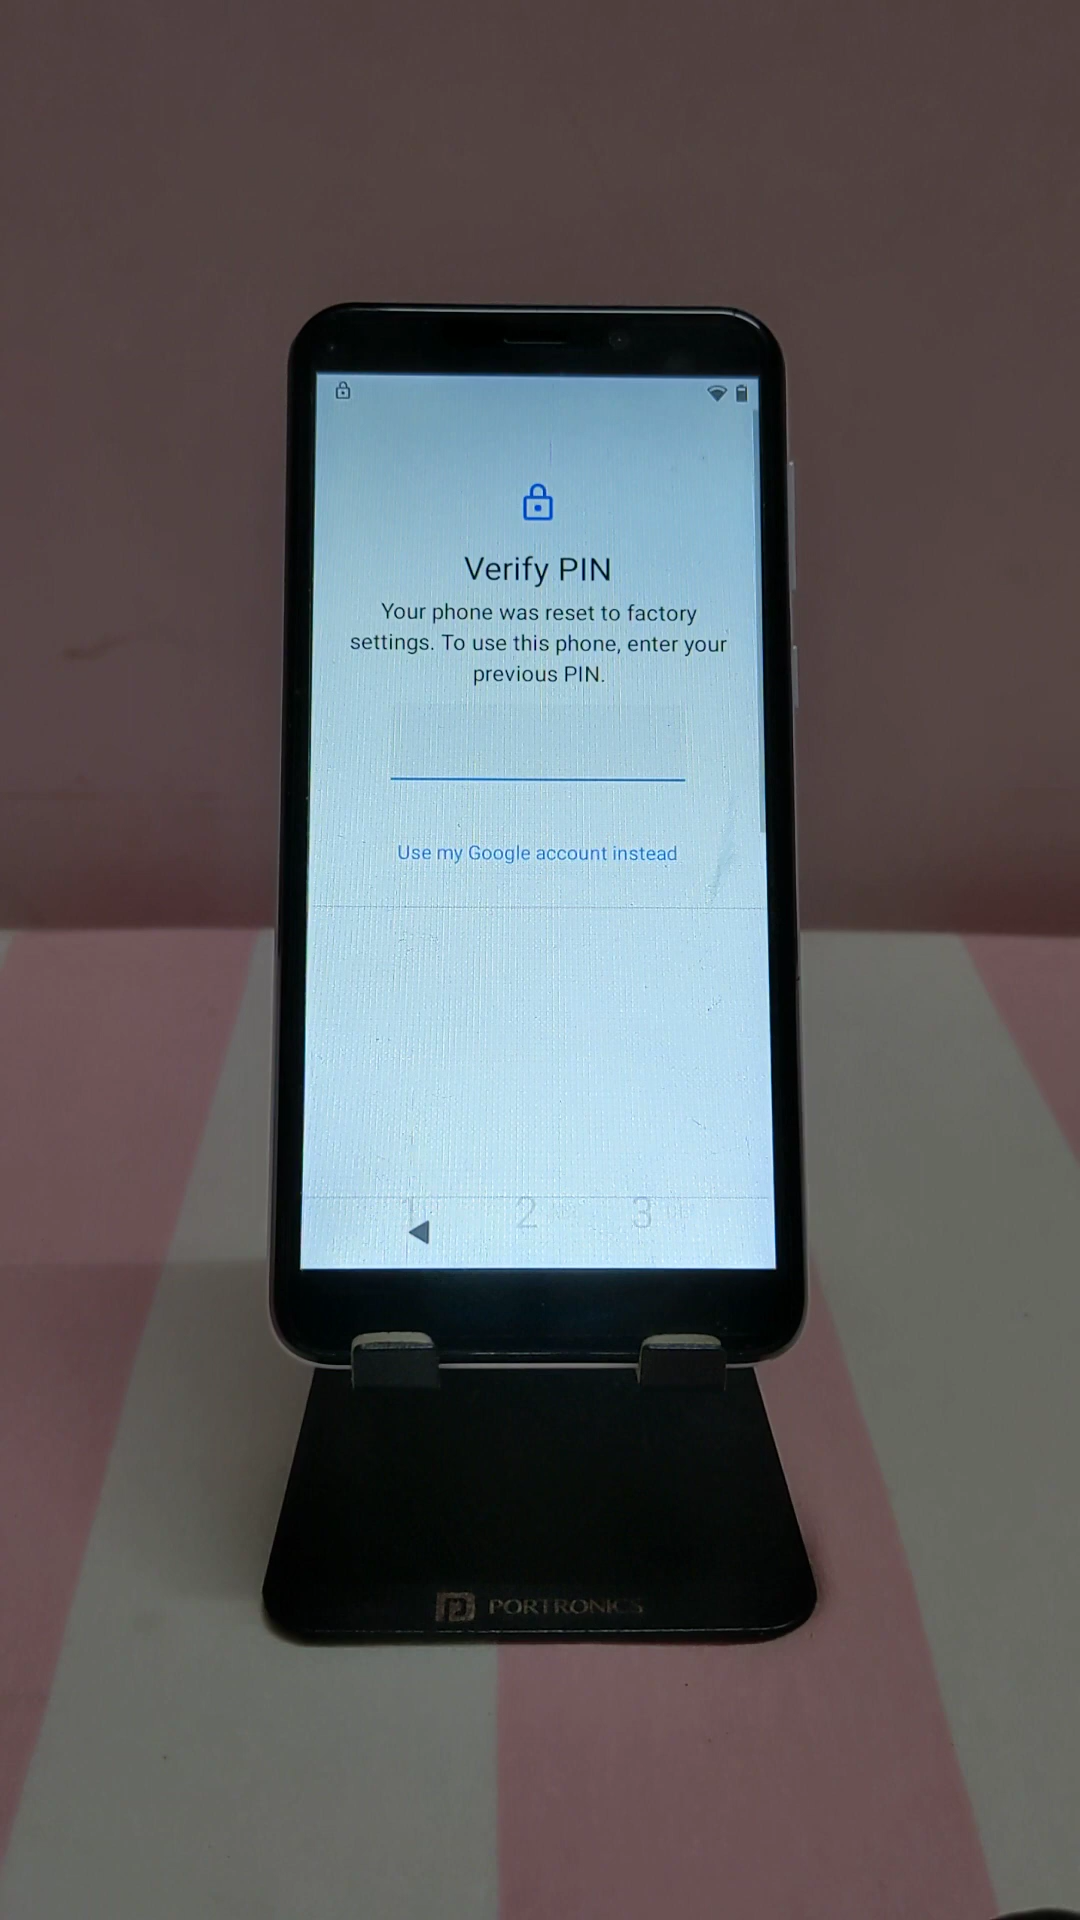 Verify PIN
Your phone was reset to factory
settings. To use this phone, enter your
previous PIN.
Use my Google account instead
1 2 3
PORTRONICS